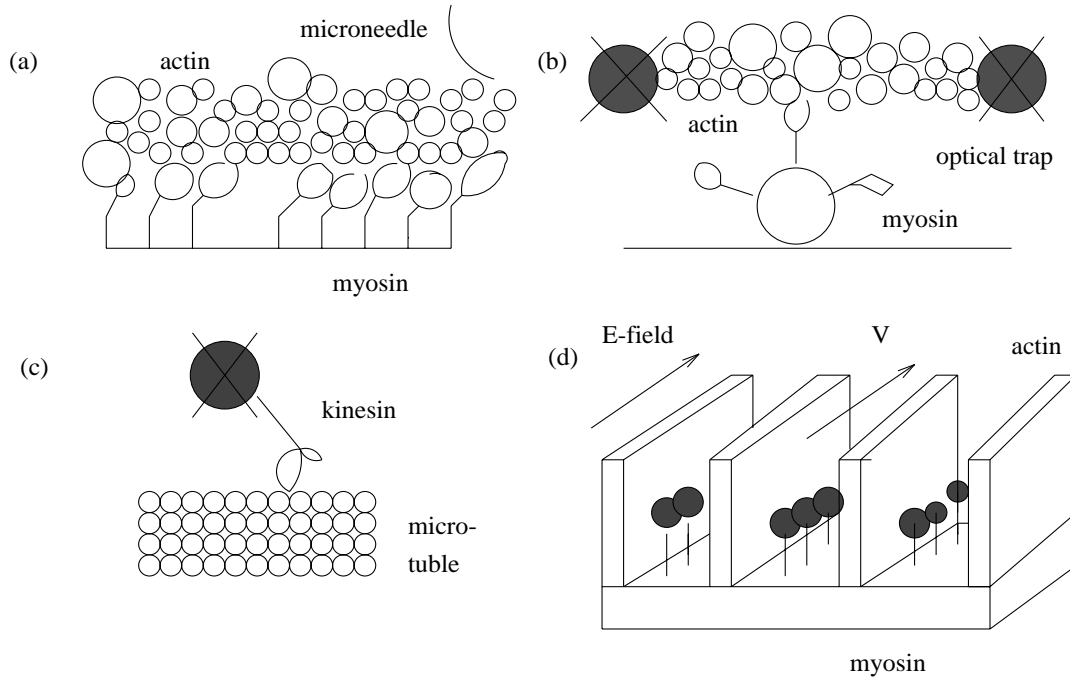 (a)
microneedle
actin
myosin
(b)
actin
optical trap
myosin
(c)
kinesin
micro-
tuble
(d)
E-field
V
actin
myosin